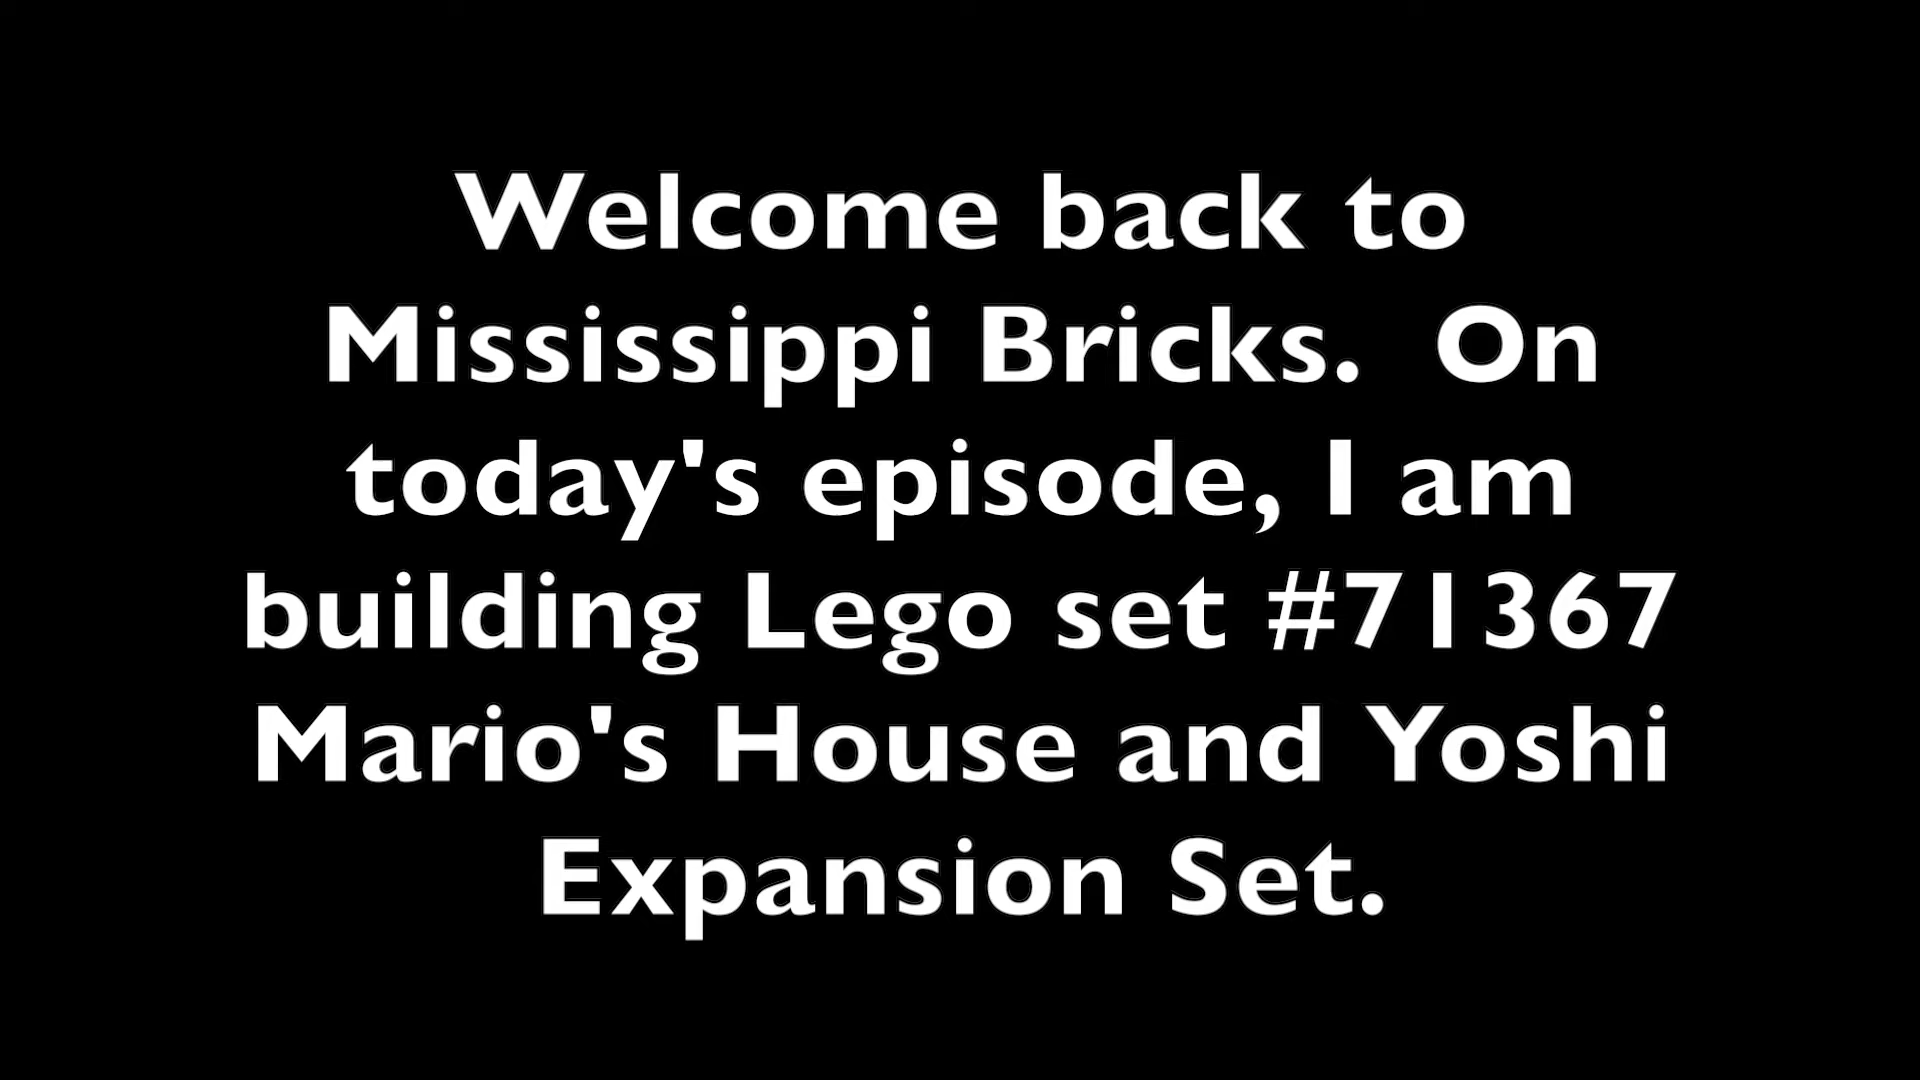 Welcome back to
Mississippi Bricks.  On
today's episode, I am
building Lego set #71367
Mario's House and Yoshi
Expansion Set.